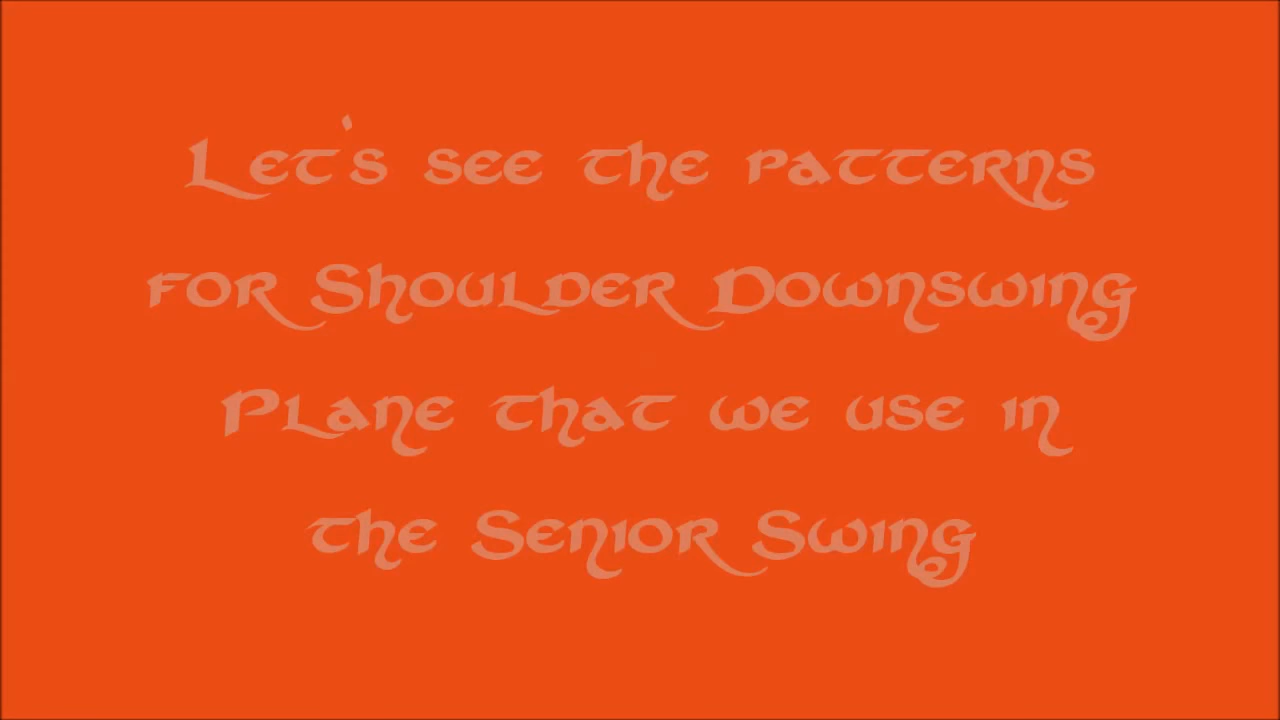 Let's see the patterns
for Shoulder Downswing
Plane that we use in
the Senior Swing